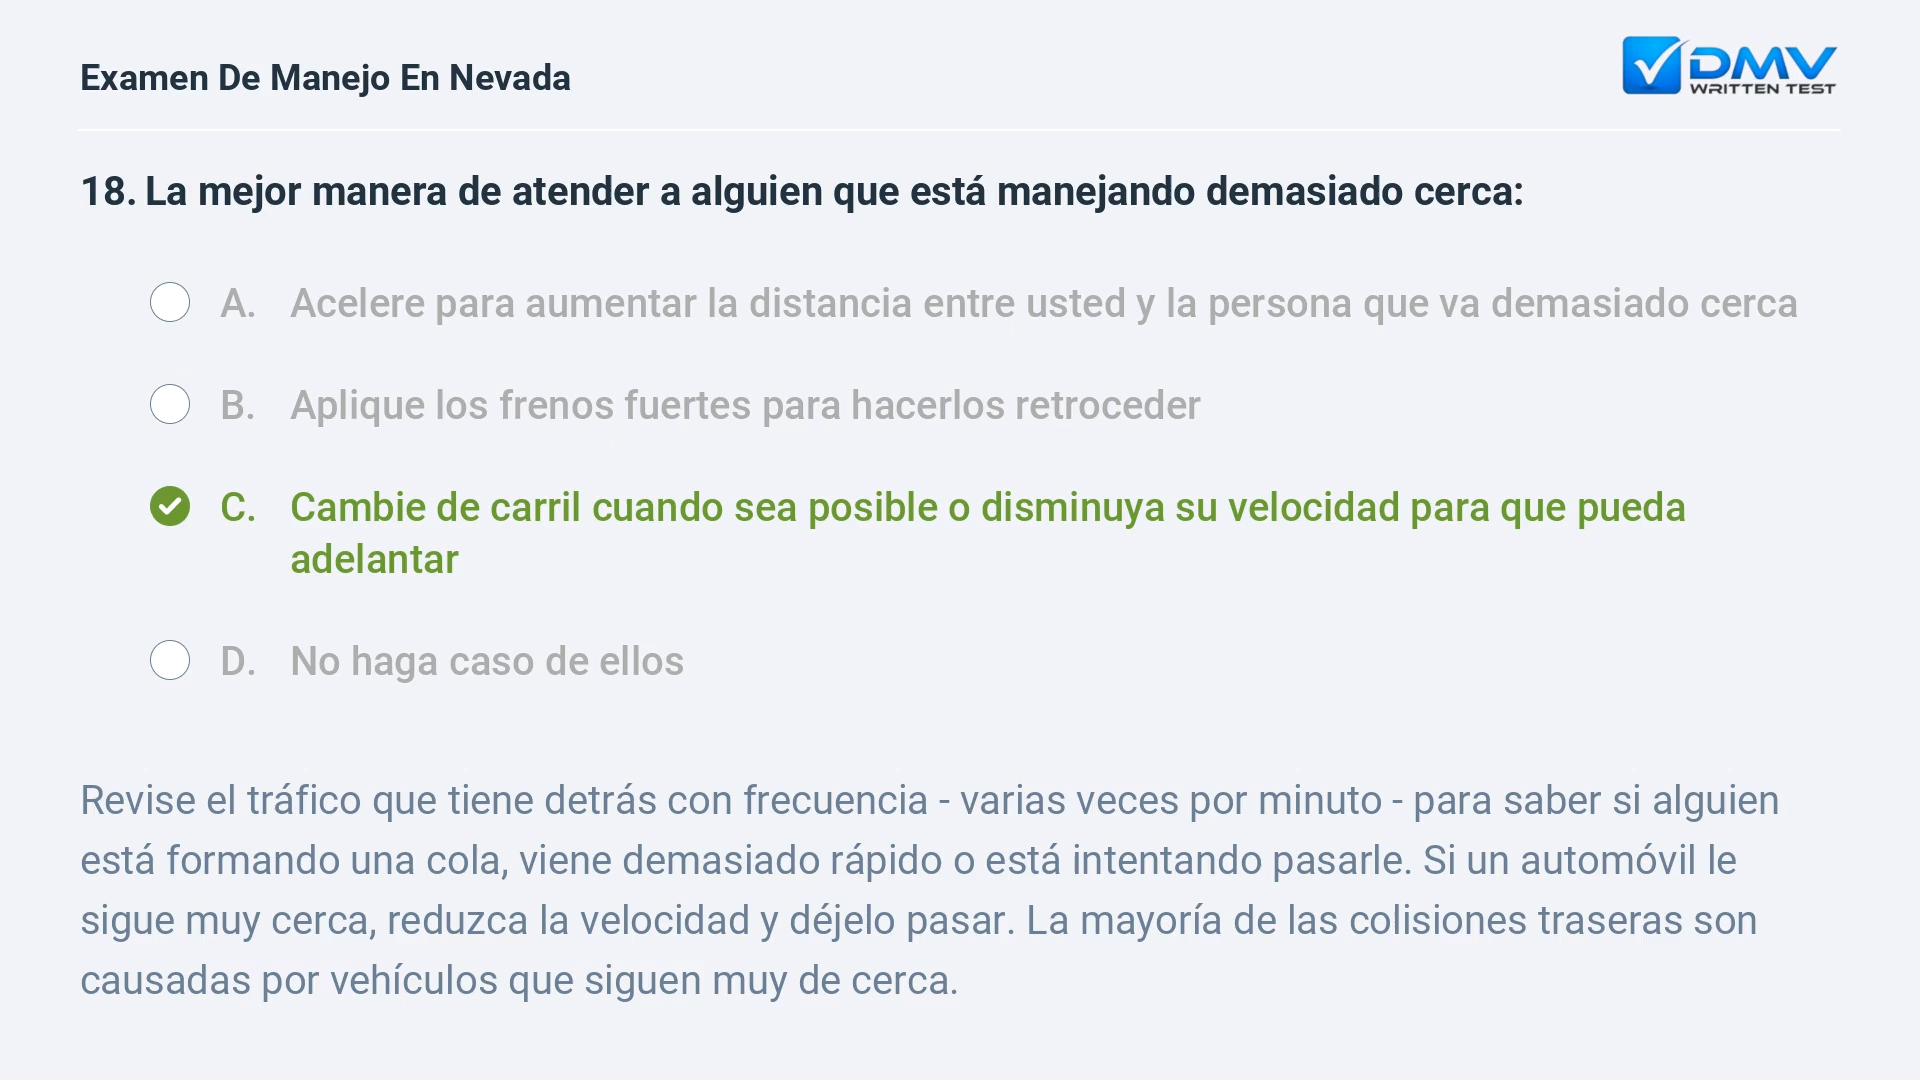 Examen De Manejo En Nevada
DMV
WRITTEN TEST
18. La mejor manera de atender a alguien que está manejando demasiado cerca:
A. Acelere para aumentar la distancia entre usted y la persona que va demasiado cerca
B. Aplique los frenos fuertes para hacerlos retroceder
C. Cambie de carril cuando sea posible o disminuya su velocidad para que pueda
adelantar
D. No haga caso de ellos
Revise el tráfico que tiene detrás con frecuencia - varias veces por minuto - para saber si alguien
está formando una cola, viene demasiado rápido o está intentando pasarle. Si un automóvil le
sigue muy cerca, reduzca la velocidad y déjelo pasar. La mayoría de las colisiones traseras son
causadas por vehículos que siguen muy de cerca.